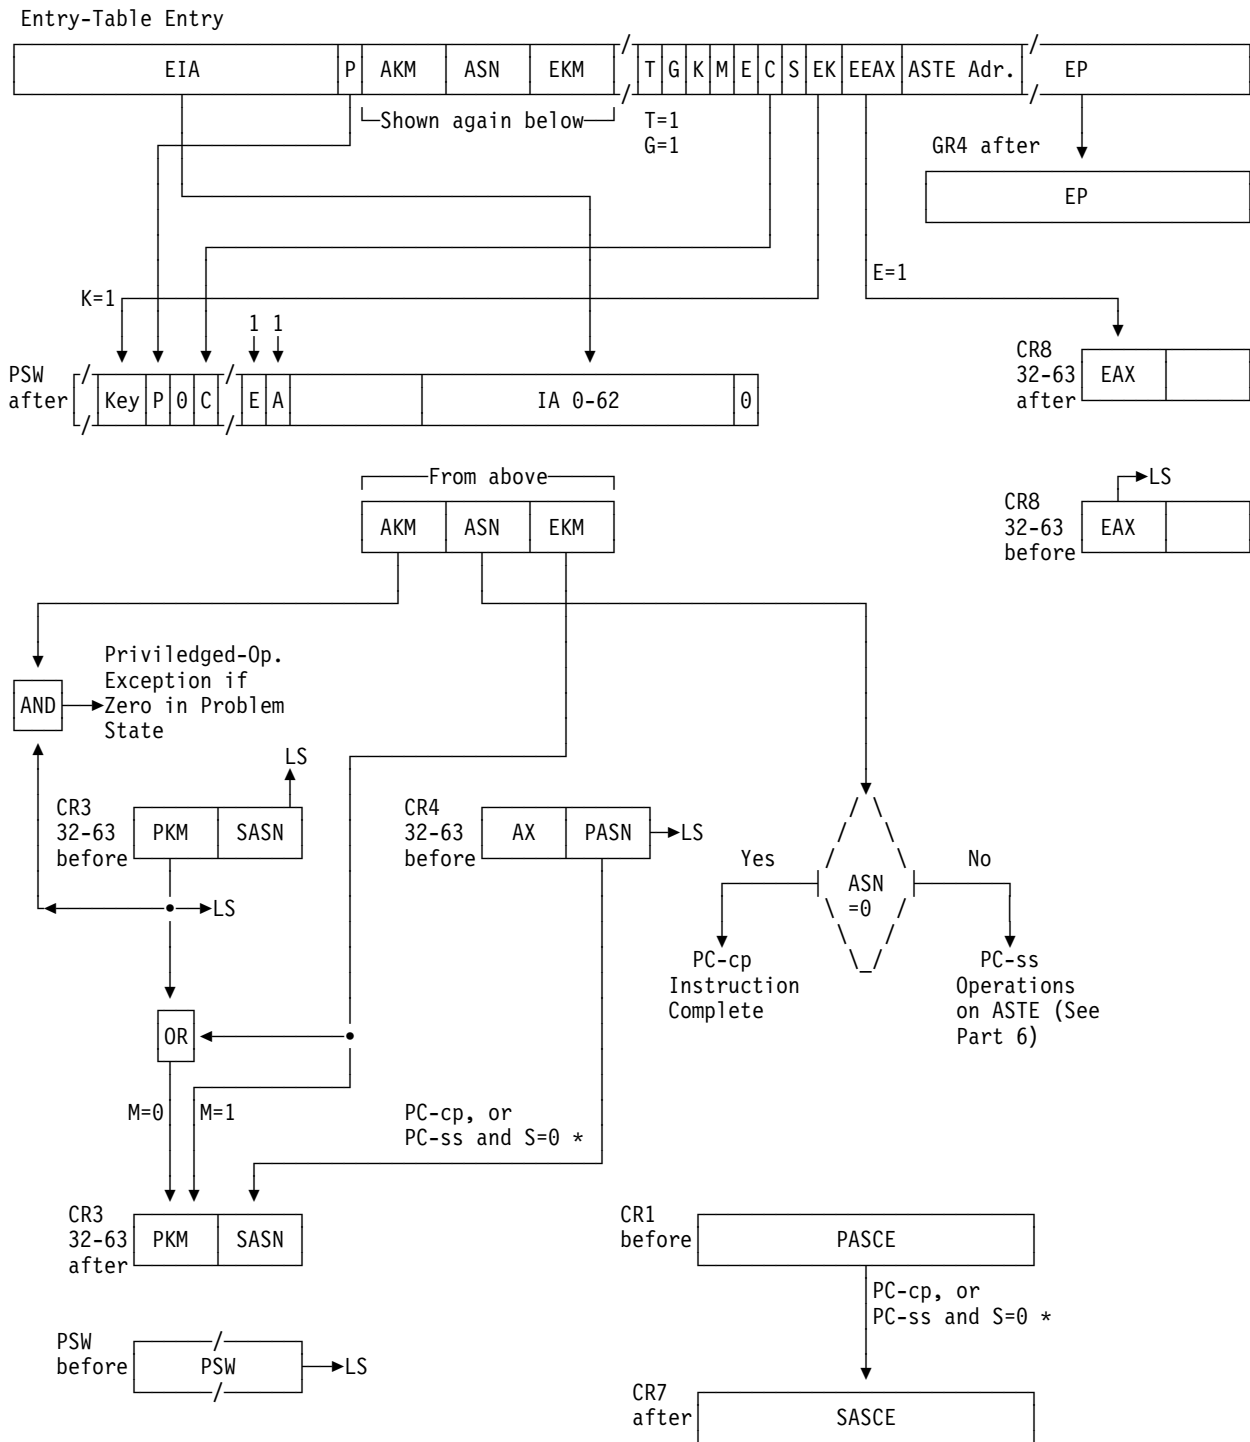 Entry-Table Entry
EIA P AKM ASN EKM T G K M E C S EK EEAX ASTE Adr. EP
Shown again below
T=1
G=1
GR4 after
EP
E=1
K=1
1 1
PSW
after
Key P 0 C E A IA 0-62 0
CR8
32-63
after
EAX
From above
AKM ASN EKM
LS
CR8
32-63
before
EAX
Priviledged-Op.
Exception if
Zero in Problem
State
AND
LS
CR3
32-63
before
PKM SASN
LS
CR4
32-63
before
AX PASN
LS
Yes
No
ASN
=0
PC-cp
Instruction
Complete
PC-ss
Operations
on ASTE (See
Part 6)
OR
M=0
M=1
PC-cp, or
PC-ss and S=0 *
CR3
32-63
after
PKM SASN
CR1
before
PASCE
PC-cp, or
PC-ss and S=0 *
PSW
before
PSW
LS
CR7
after
SASCE